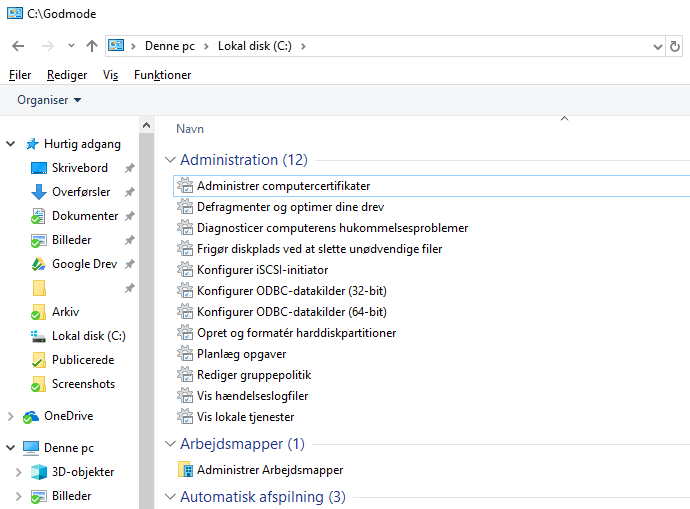 C:\Godmode
Denne pc > Lokal disk (C:) >
Filer Rediger Vis Funktioner
Organiser
Hurtig adgang
Skrivebord
Overførsler
Dokumenter
Billeder
Google Drev
Arkiv
Lokal disk (C:)
Publicerede
Screenshots
OneDrive
Denne pc
3D-objekter
Billeder
Navn
Administration (12)
Administrer computercertifikater
Defragmenter og optimer dine drev
Diagnosticer computerens hukommelsesproblemer
Frigør diskplads ved at slette unødvendige filer
Konfigurer iSCSI-initiator
Konfigurer ODBC-datakilder (32-bit)
Konfigurer ODBC-datakilder (64-bit)
Opret og formatér harddiskpartitioner
Planlæg opgaver
Rediger gruppepolitik
Vis hændelseslogfiler
Vis lokale tjenester
Arbejdsmapper (1)
Administrer Arbejdsmapper
Automatisk afspilning (3)